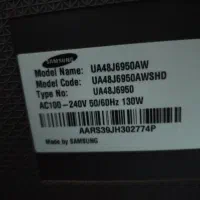 SAMSUNG
Model Name: UA48J6950AW
Model Code: UA48J6950AWSHD
Type No: UA48J6950
AC100-240V 50/60Hz 130W
AARS39JH302774P
Made by SAMSUNG